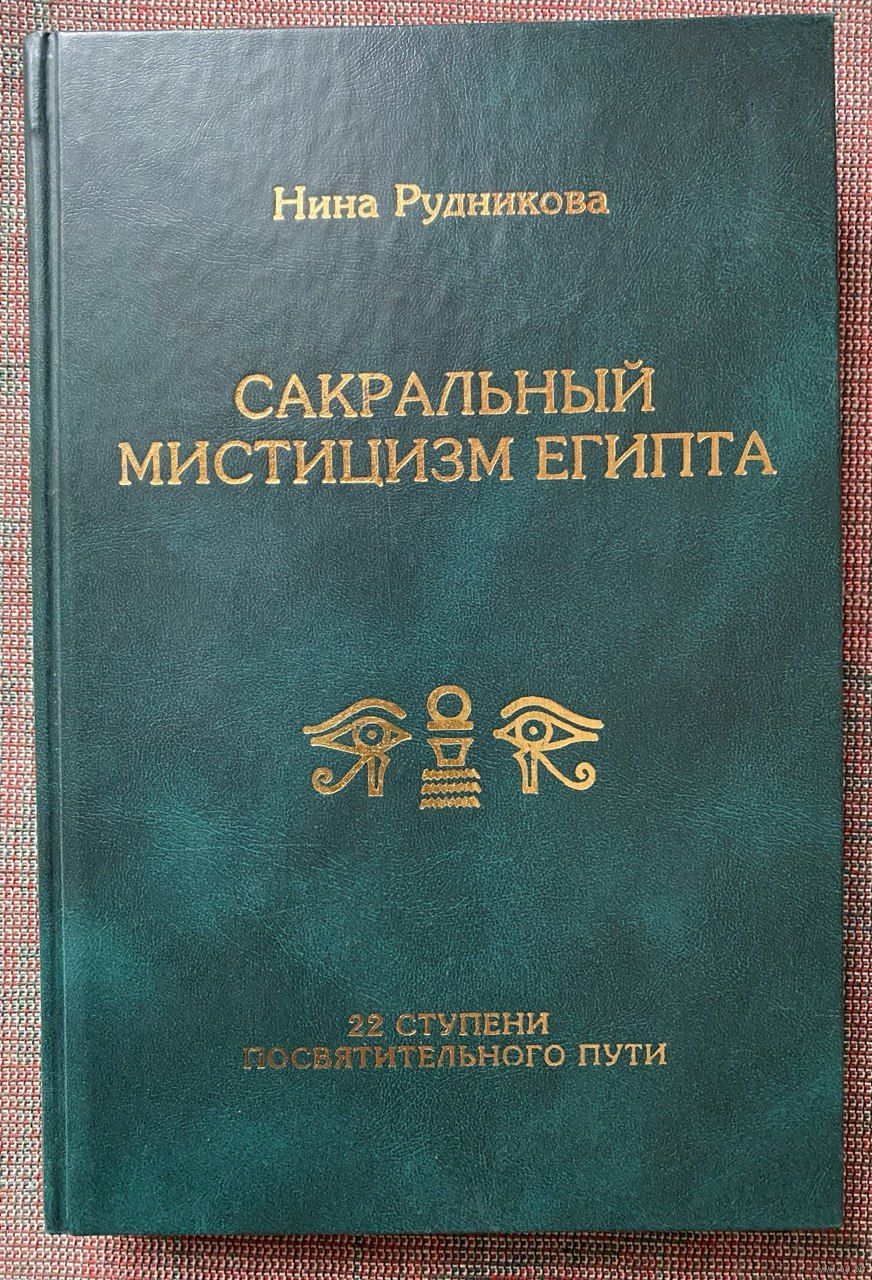 Нина Рудникова
САКРАЛЬНЫЙ
МИСТИЦИЗМ ЕГИПТА
22 СТУПЕНИ
ПОСВЯТИТЕЛЬНОГО ПУТИ